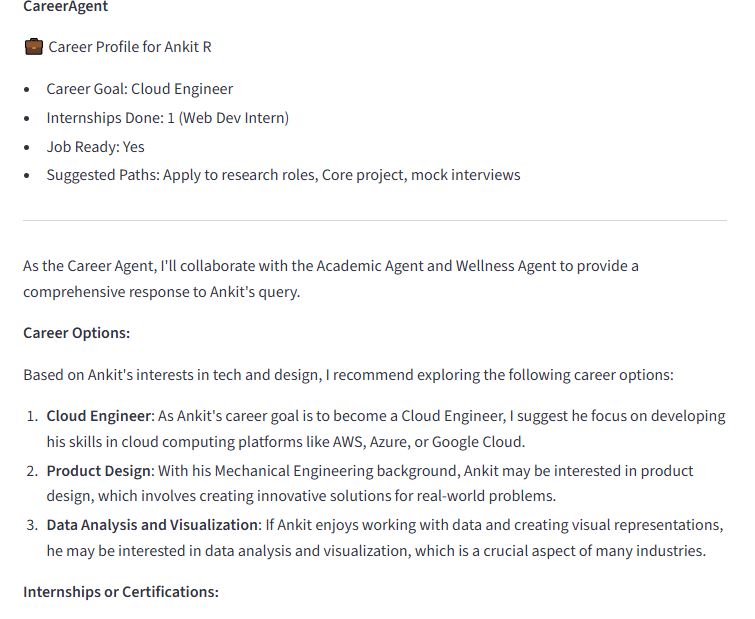 CareerAgent
💼 Career Profile for Ankit R
• Career Goal: Cloud Engineer
• Internships Done: 1 (Web Dev Intern)
• Job Ready: Yes
• Suggested Paths: Apply to research roles, Core project, mock interviews
As the Career Agent, I'll collaborate with the Academic Agent and Wellness Agent to provide a
comprehensive response to Ankit's query.
Career Options:
Based on Ankit's interests in tech and design, I recommend exploring the following career options:
1. Cloud Engineer: As Ankit's career goal is to become a Cloud Engineer, I suggest he focus on developing
his skills in cloud computing platforms like AWS, Azure, or Google Cloud.
2. Product Design: With his Mechanical Engineering background, Ankit may be interested in product
design, which involves creating innovative solutions for real-world problems.
3. Data Analysis and Visualization: If Ankit enjoys working with data and creating visual representations,
he may be interested in data analysis and visualization, which is a crucial aspect of many industries.
Internships or Certifications: